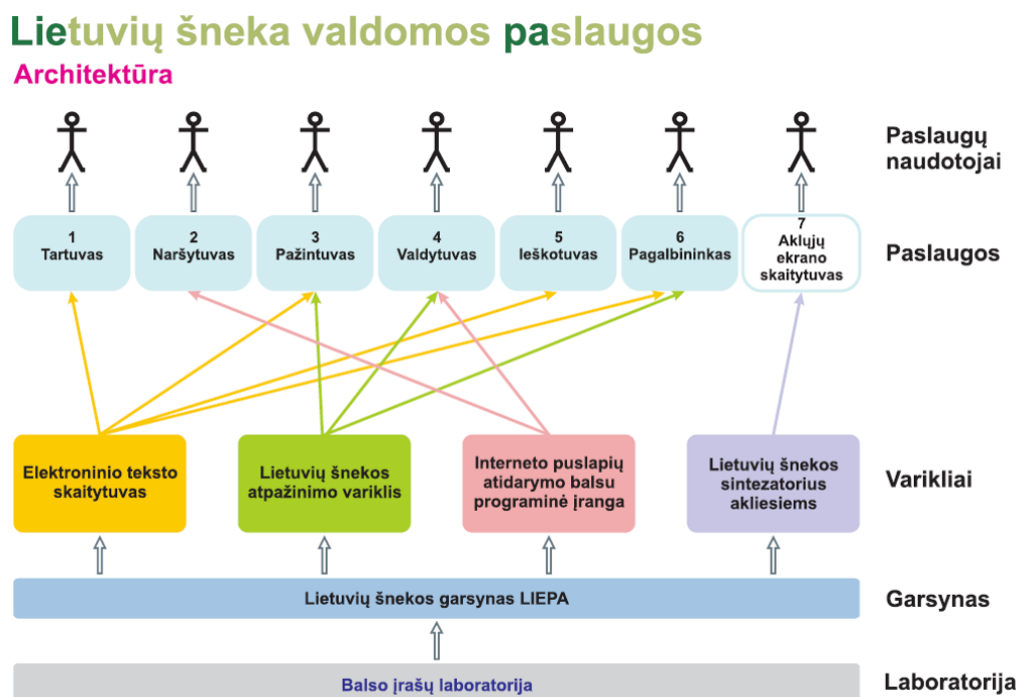 Lietuvių šneka valdomos paslaugos
Architektūra
Paslaugų
naudotojai
1
Tartuvas
2
Naršytuvas
3
Pažintuvas
4
Valdytuvas
5
Ieškotuvas
6
Pagalbininkas
7
Aklųjų
ekrano
skaitytuvas
Paslaugos
Elektroninio teksto
skaitytuvas
Lietuvių šnekos
atpažinimo variklis
Interneto puslapių
atidarymo balsu
programinė įranga
Lietuvių šnekos
sintezatorius
akliesiems
Varikliai
Lietuvių šnekos garsynas LIEPA
Garsynas
Balso įrašų laboratorija
Laboratorija